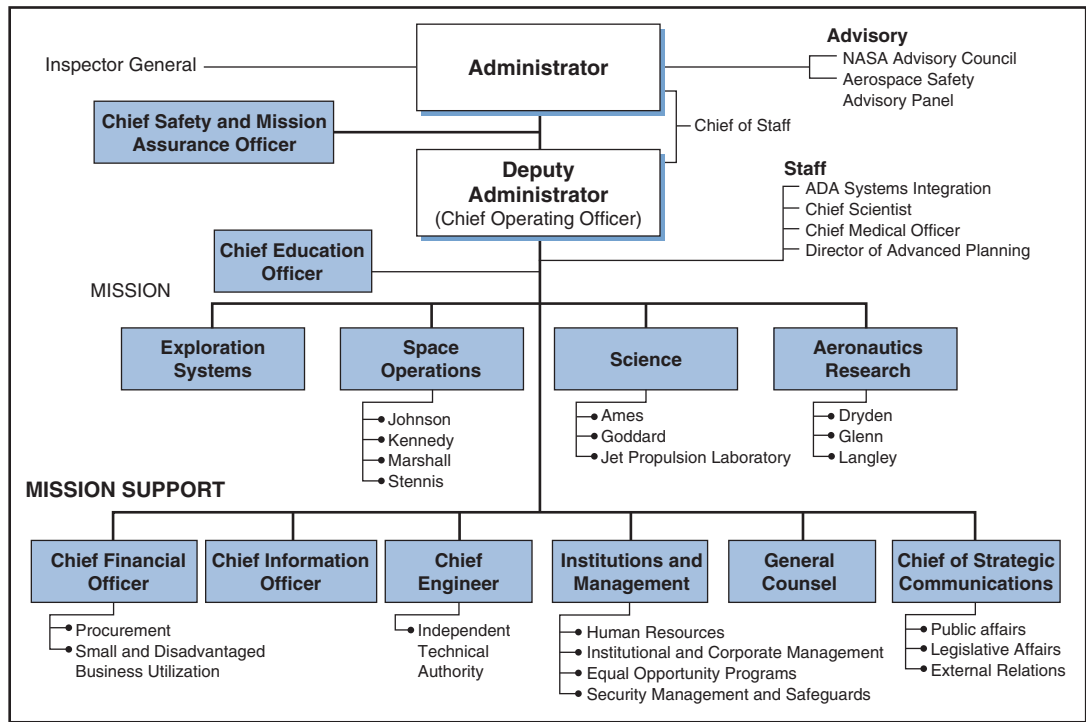 Inspector General
Administrator
Advisory
NASA Advisory Council
Aerospace Safety
Advisory Panel
Chief of Staff
Chief Safety and Mission
Assurance Officer
Deputy
Administrator
(Chief Operating Officer)
Staff
ADA Systems Integration
Chief Scientist
Chief Medical Officer
Director of Advanced Planning
Chief Education
Officer
MISSION
Exploration
Systems
Space
Operations
Johnson
Kennedy
Marshall
Stennis
Science
Ames
Goddard
Jet Propulsion Laboratory
Aeronautics
Research
Dryden
Glenn
Langley
MISSION SUPPORT
Chief Financial
Officer
Procurement
Small and Disadvantaged
Business Utilization
Chief Information
Officer
Chief
Engineer
Independent
Technical
Authority
Institutions and
Management
Human Resources
Institutional and Corporate Management
Equal Opportunity Programs
Security Management and Safeguards
General
Counsel
Chief of Strategic
Communications
Public affairs
Legislative Affairs
External Relations